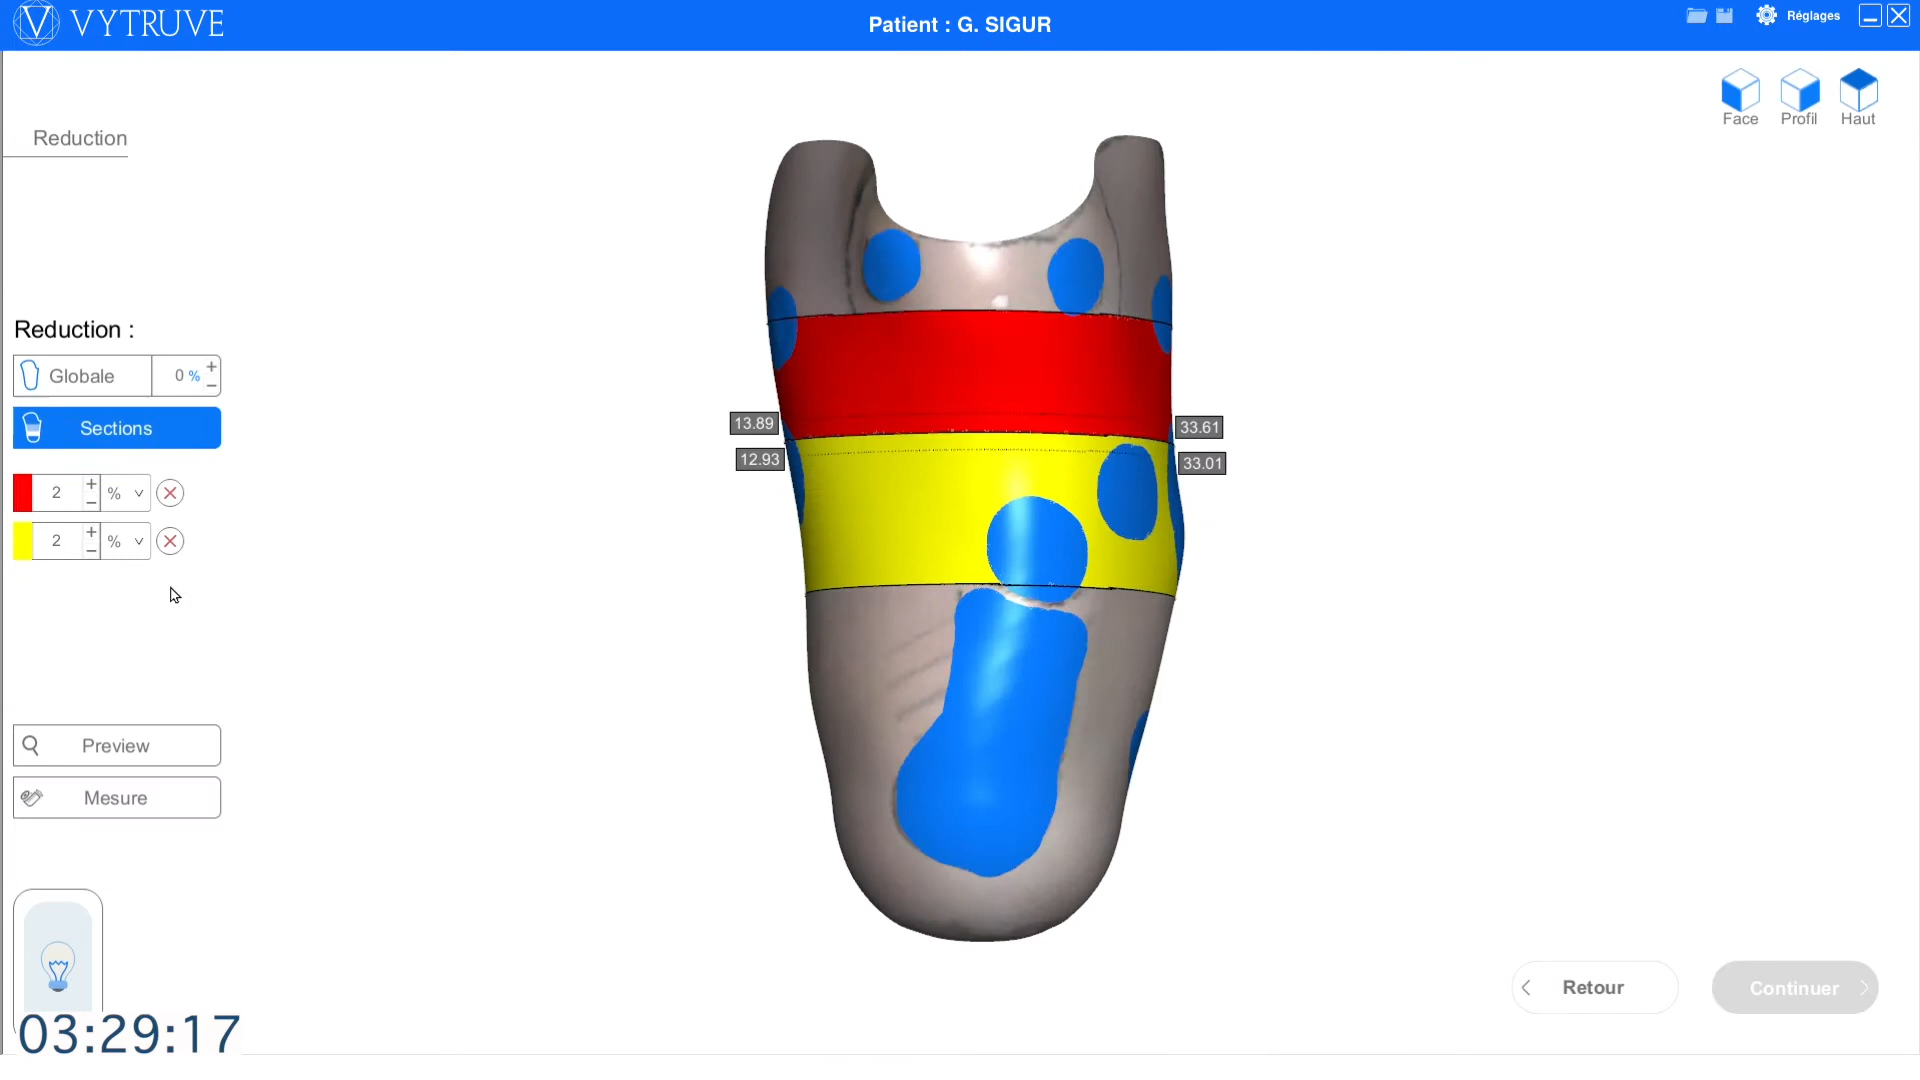 VYTRUVE
Patient : G. SIGUR
Réglages
Face
Profil
Haut
Reduction
Reduction :
Globale
0 %
Sections
2 %
2 %
13.89
33.61
12.93
33.01
Preview
Mesure
Retour
Continuer
03:29:17